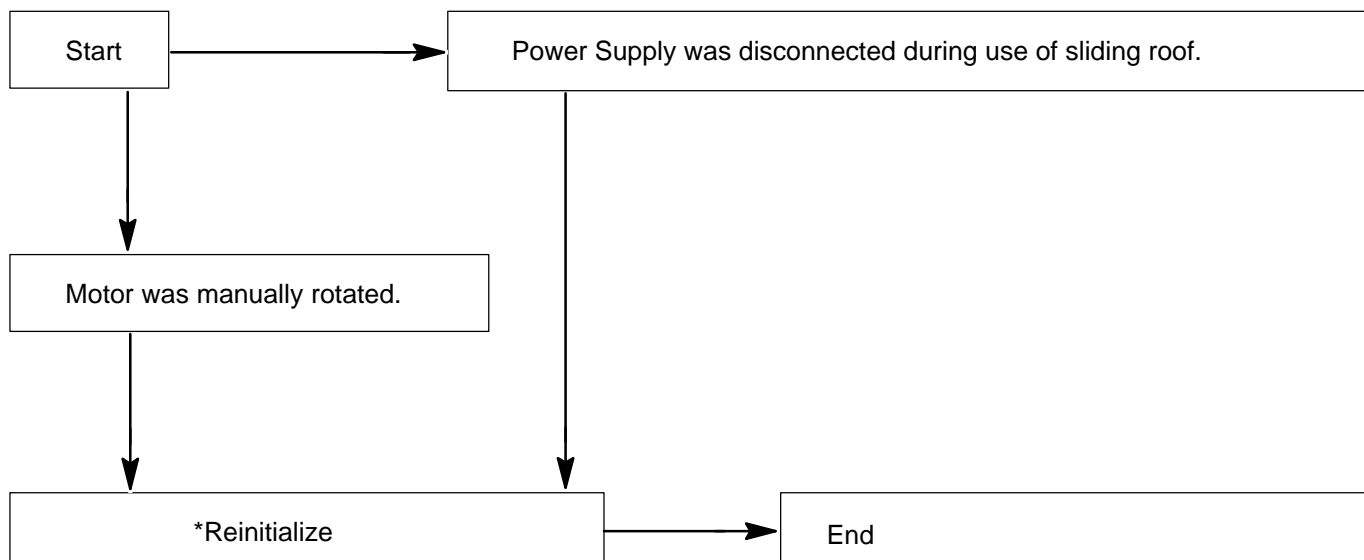 Start
Power Supply was disconnected during use of sliding roof.
Motor was manually rotated.
*Reinitialize
End